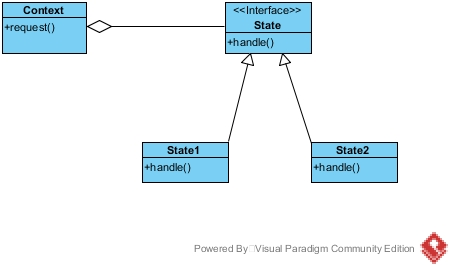 Context
+request()
<<Interface>>
State
+handle()
State1
+handle()
State2
+handle()
Powered By Visual Paradigm Community Edition